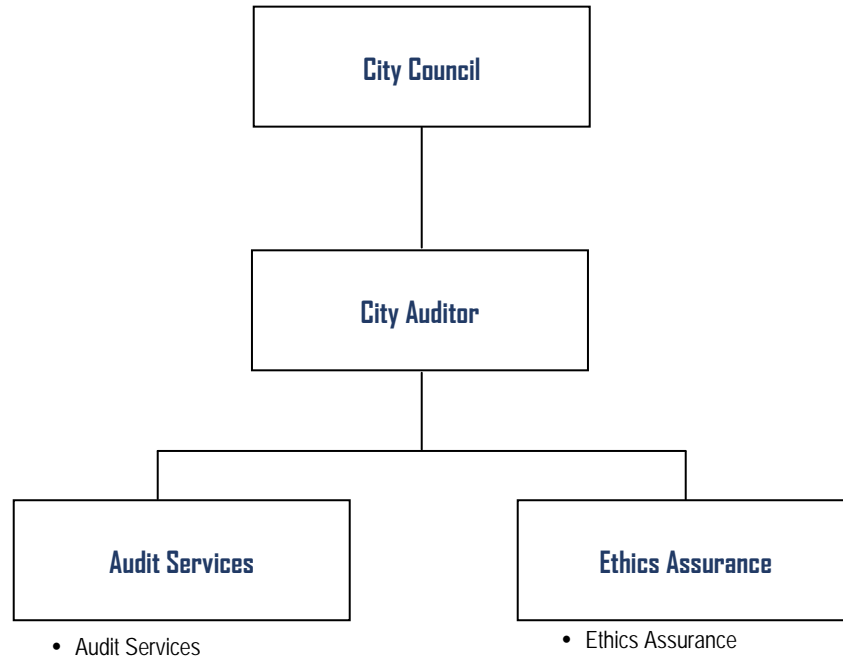 City Council
City Auditor
Audit Services
Ethics Assurance
• Audit Services
• Ethics Assurance